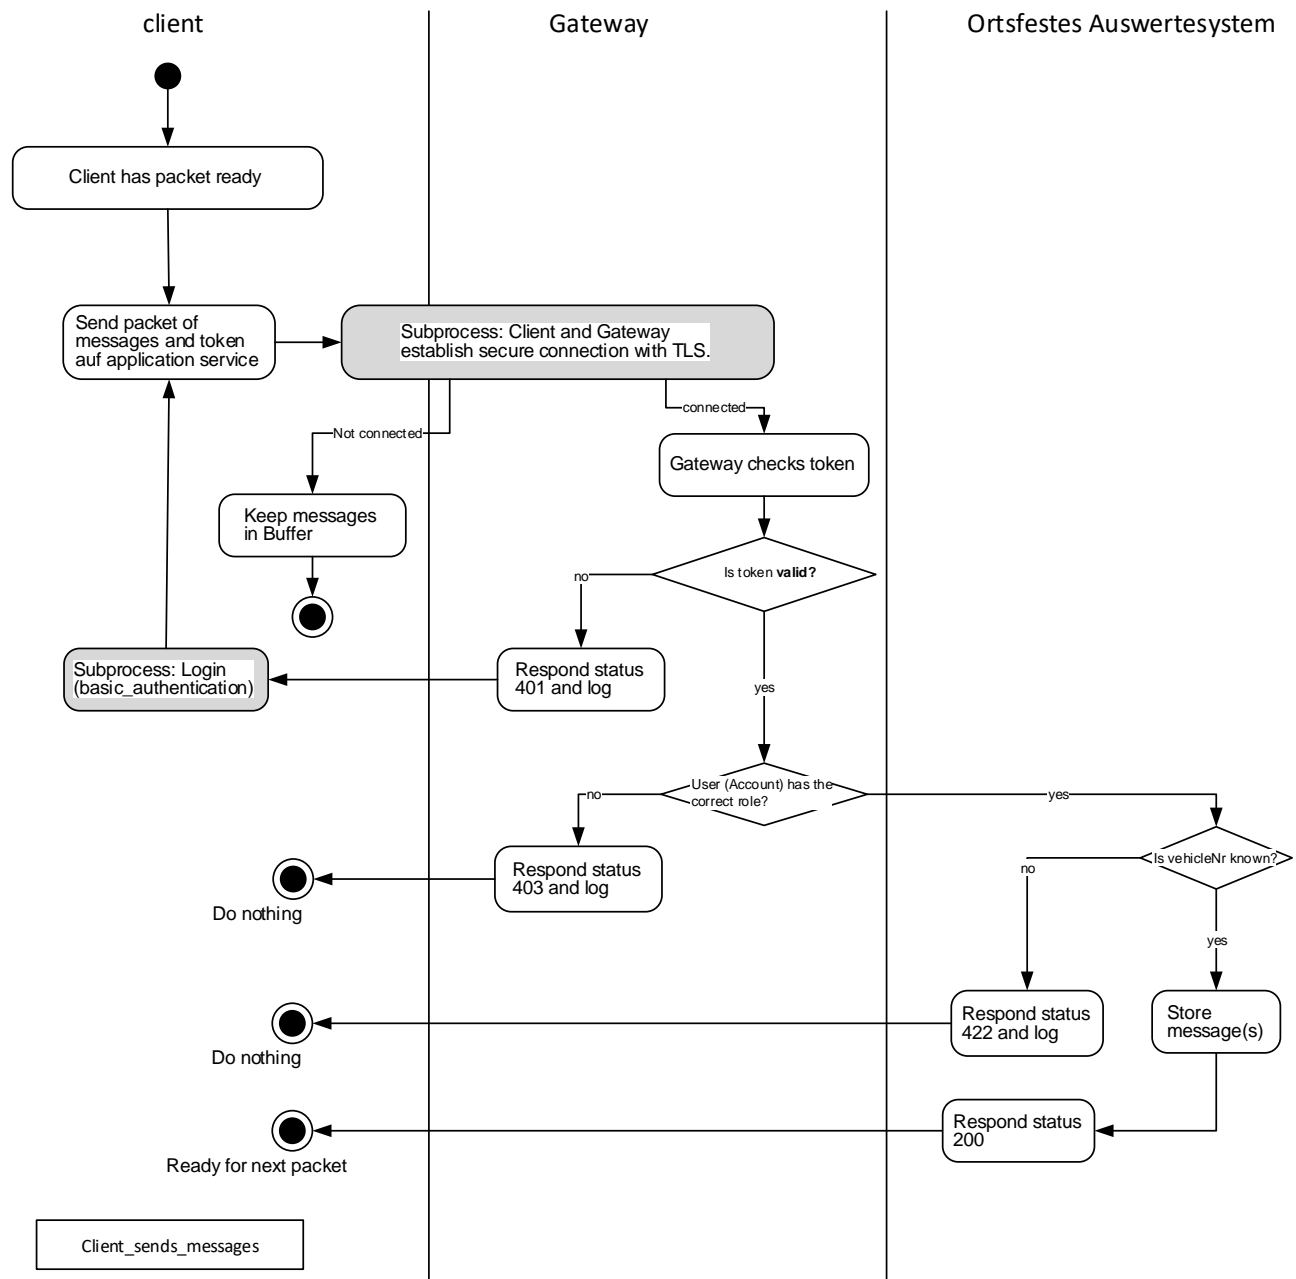 client
Gateway
Ortsfestes Auswertesystem
Client has packet ready
Send packet of
messages and token
auf application service
Subprocess: Client and Gateway
establish secure connection with TLS.
connected
Not connected
Gateway checks token
Keep messages
in Buffer
Is token valid?
no
Subprocess: Login
(basic_authentication)
Respond status
401 and log
yes
User (Account) has the
correct role?
no
yes
Is vehicleNr known?
no
Respond status
403 and log
Do nothing
yes
Respond status
422 and log
Store
message(s)
Do nothing
Respond status
200
Ready for next packet
Client_sends_messages